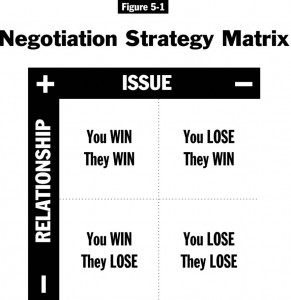 Figure 5-1
Negotiation Strategy Matrix
+ ISSUE –
RELATIONSHIP
–
You WIN
They WIN
You LOSE
They WIN
You WIN
They LOSE
You LOSE
They LOSE